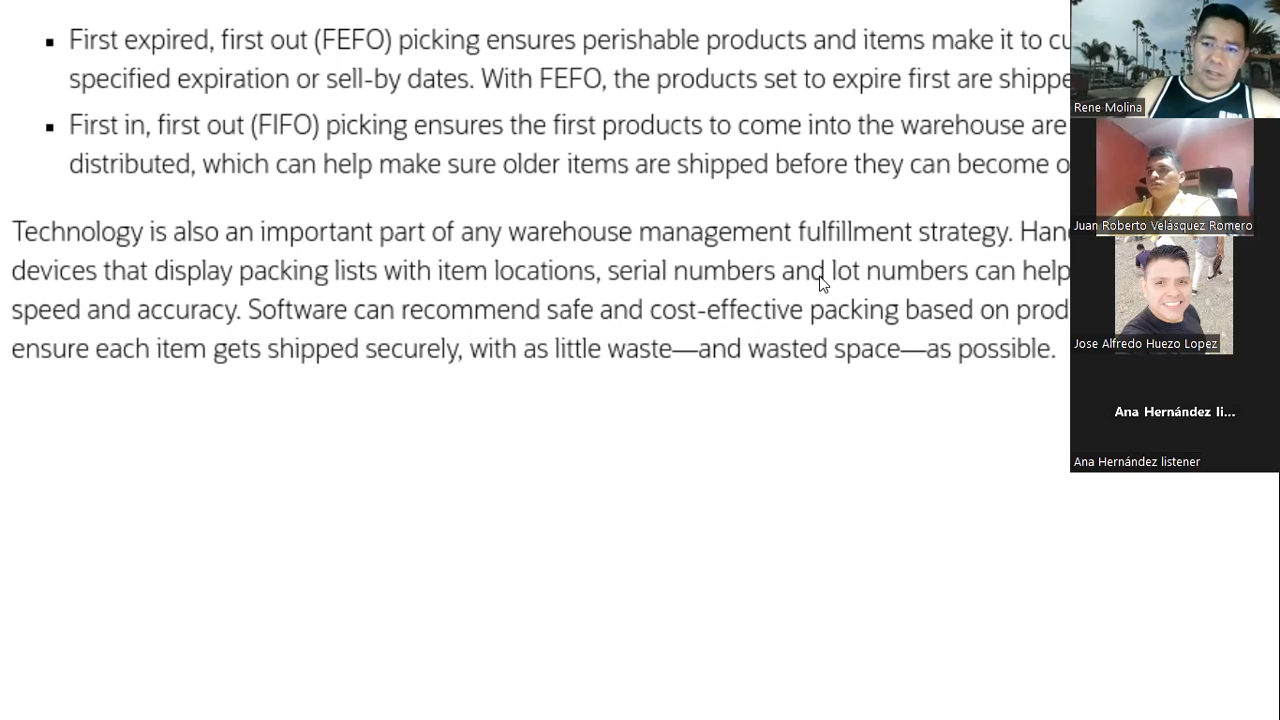 First expired, first out (FEFO) picking ensures perishable products and items make it to cu
specified expiration or sell-by dates. With FEFO, the products set to expire first are shippe
First in, first out (FIFO) picking ensures the first products to come into the warehouse are
distributed, which can help make sure older items are shipped before they can become o
Technology is also an important part of any warehouse management fulfillment strategy. Han
devices that display packing lists with item locations, serial numbers and lot numbers can help
speed and accuracy. Software can recommend safe and cost-effective packing based on prod
ensure each item gets shipped securely, with as little waste—and wasted space—as possible.
Rene Molina
Juan Roberto Velásquez Romero
Jose Alfredo Huezo Lopez
Ana Hernández li...
Ana Hernández listener